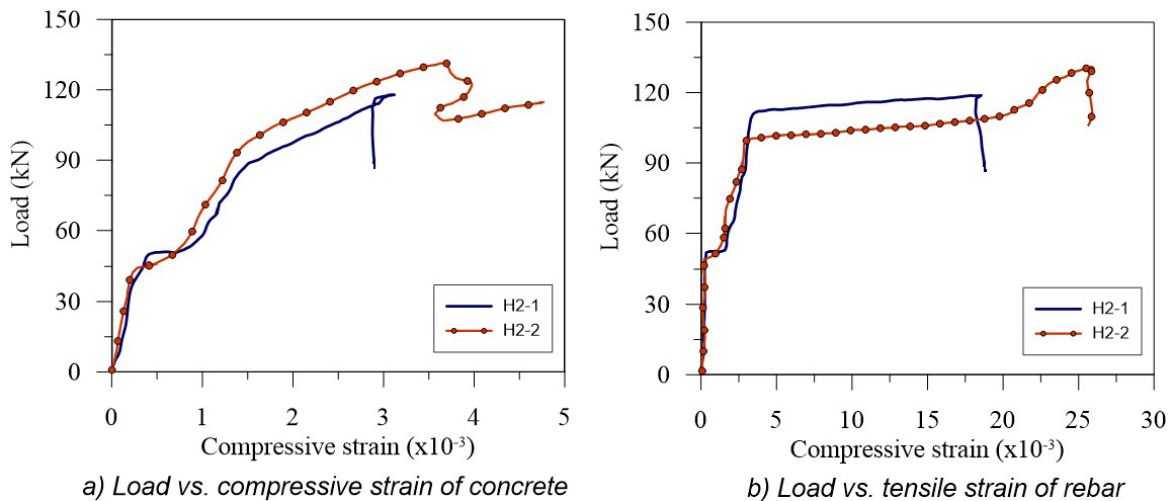 150
120
90
60
30
0
Load (kN)
H2-1
H2-2
0 1 2 3 4 5
Compressive strain (x10-3)
a) Load vs. compressive strain of concrete
150
120
90
60
30
0
Load (kN)
H2-1
H2-2
0 5 10 15 20 25 30
Compressive strain (x10-3)
b) Load vs. tensile strain of rebar